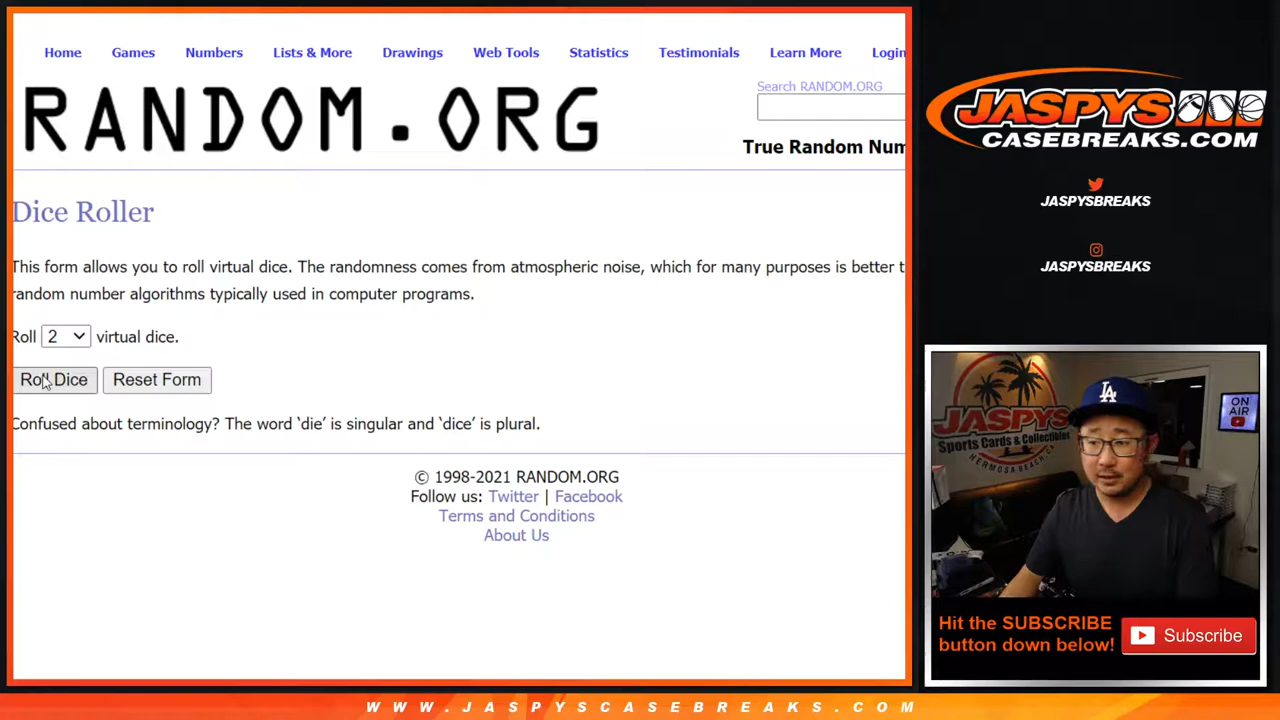 Home Games Numbers Lists & More Drawings Web Tools Statistics Testimonials Learn More Login
RANDOM.ORG
Search RANDOM.ORG
True Random Num
Dice Roller
This form allows you to roll virtual dice. The randomness comes from atmospheric noise, which for many purposes is better t
random number algorithms typically used in computer programs.
Roll 2 virtual dice.
Roll Dice Reset Form
Confused about terminology? The word ‘die’ is singular and ‘dice’ is plural.
© 1998-2021 RANDOM.ORG
Follow us: Twitter | Facebook
Terms and Conditions
About Us
JASPYS
CASEBREAKS.COM
JASPYSBREAKS
JASPYSBREAKS
JASPYS
Sports Cards & Collectibles
HERMOSA BEACH, CA
LA
ON
AIR
Hit the SUBSCRIBE
button down below!
Subscribe
WWW.JASPYSCASEBREAKS.COM